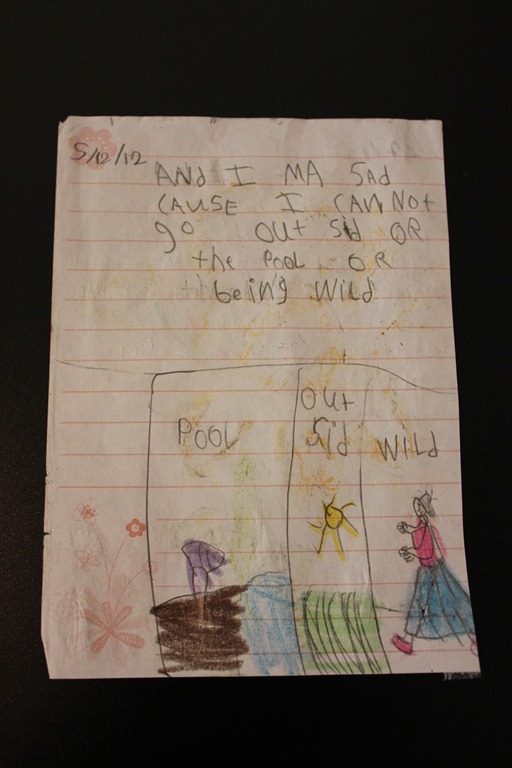 5/12/12
ANd I MA SAd
CAUSE I CAN NOt
go OUt Sid OR
the POOL OR
being WILd
POOL
OUt
Sid
WILd